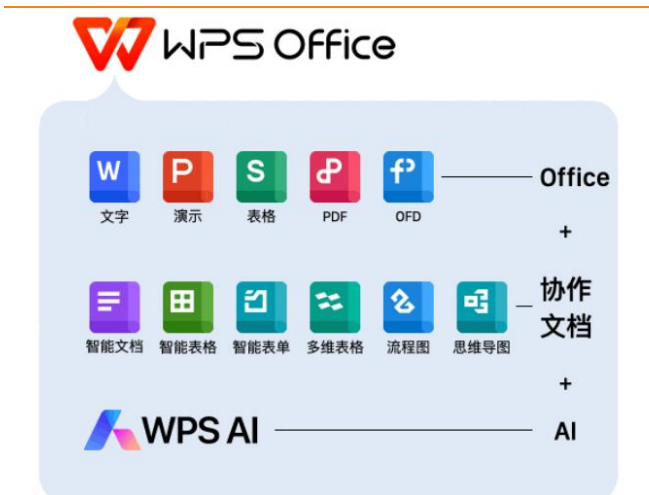 WPS Office
W P S P
文字 演示 表格 PDF OFD
Office
+
智能文档 智能表格 智能表单 多维表格 流程图 思维导图
协作
文档
+
WPS AI
AI